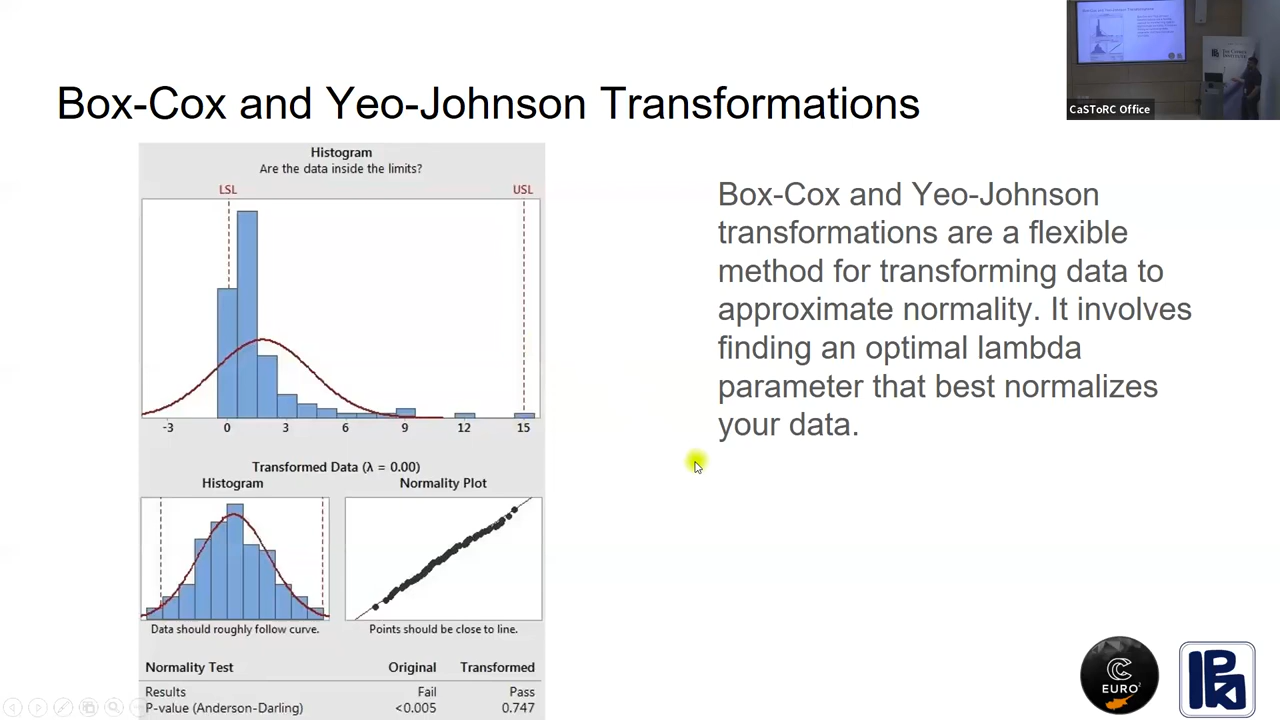 Box-Cox and Yeo-Johnson Transformations
CaSToRC Office
Histogram
Are the data inside the limits?
LSL
USL
-3 0 3 6 9 12 15
Transformed Data (λ = 0.00)
Histogram
Normality Plot
Data should roughly follow curve.
Points should be close to line.
Normality Test Original Transformed
Results Fail Pass
P-value (Anderson-Darling) <0.005 0.747
Box-Cox and Yeo-Johnson
transformations are a flexible
method for transforming data to
approximate normality. It involves
finding an optimal lambda
parameter that best normalizes
your data.
EURO²